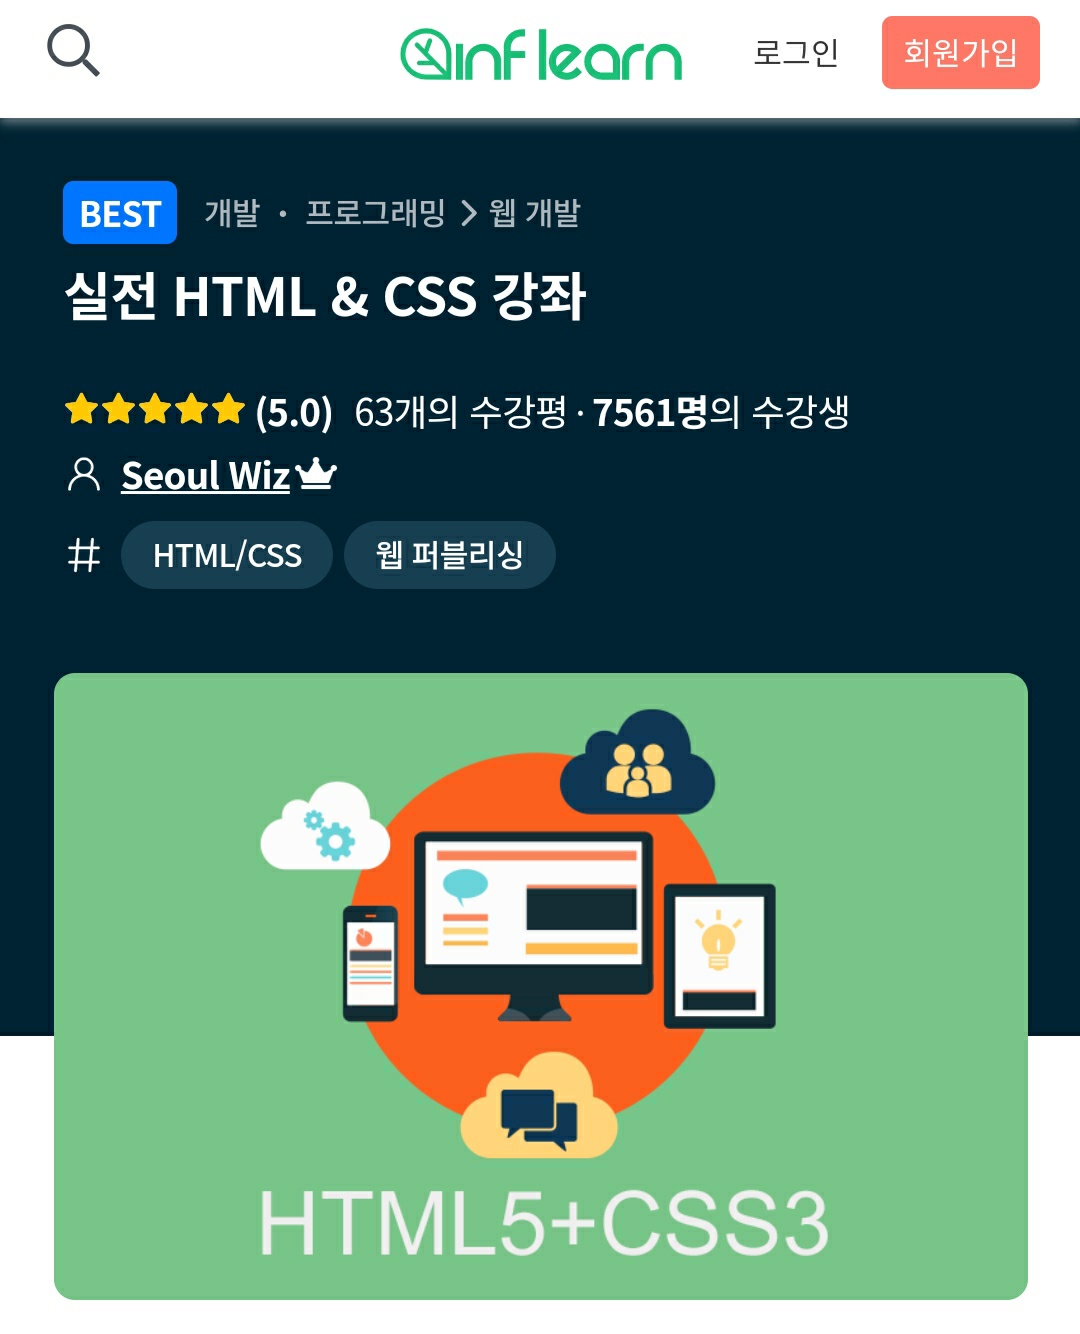 inflearn 로그인 회원가입
BEST 개발 · 프로그래밍 > 웹 개발
실전 HTML & CSS 강좌
(5.0) 63개의 수강평 · 7561명의 수강생
Seoul Wiz
# HTML/CSS 웹 퍼블리싱
HTML5+CSS3